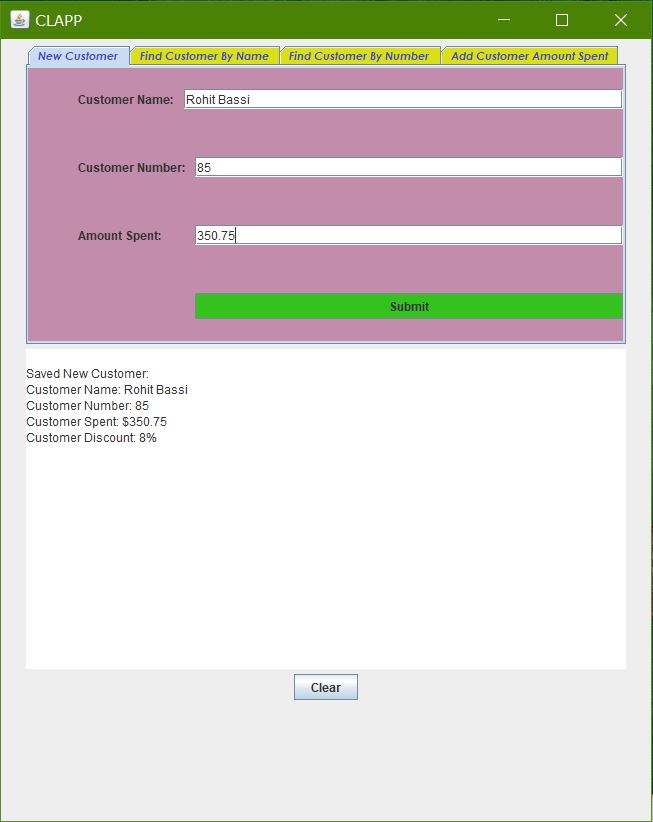 CLAPP
New Customer Find Customer By Name Find Customer By Number Add Customer Amount Spent
Customer Name: Rohit Bassi
Customer Number: 85
Amount Spent: 350.75
Submit
Saved New Customer:
Customer Name: Rohit Bassi
Customer Number: 85
Customer Spent: $350.75
Customer Discount: 8%
Clear